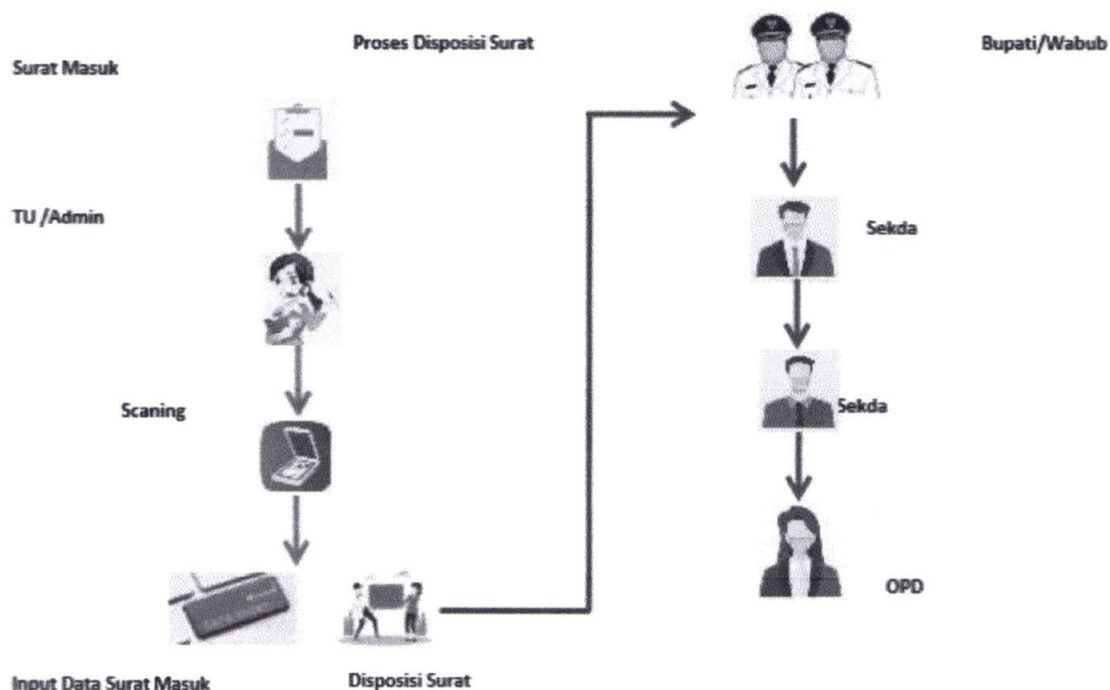 Proses Disposisi Surat
Bupati/Wabub
Surat Masuk
TU /Admin
Sekda
Scaning
Sekda
OPD
Input Data Surat Masuk
Disposisi Surat